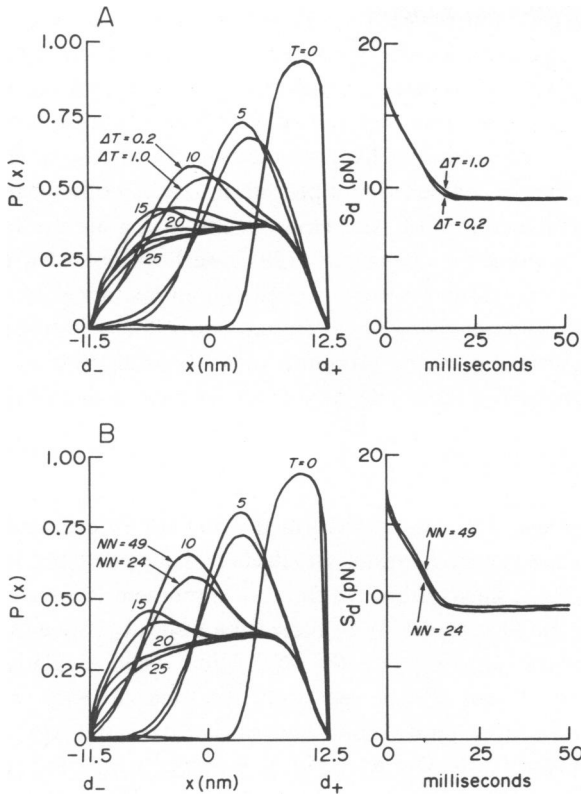 A
1.00
0.75
0.50
0.25
0
P (x)
T=0
5
10
ΔT=0.2
ΔT=1.0
15
20
25
-11.5
0
12.5
d_
x (nm)
d+
20
10
0
Sd (pN)
ΔT=1.0
ΔT=0.2
0
25
50
milliseconds
B
1.00
0.75
0.50
0.25
0
P (x)
T=0
5
10
NN=49
NN=24
15
20
25
-11.5
0
12.5
d_
x (nm)
d+
20
10
0
Sd (pN)
NN=49
NN=24
0
25
50
milliseconds